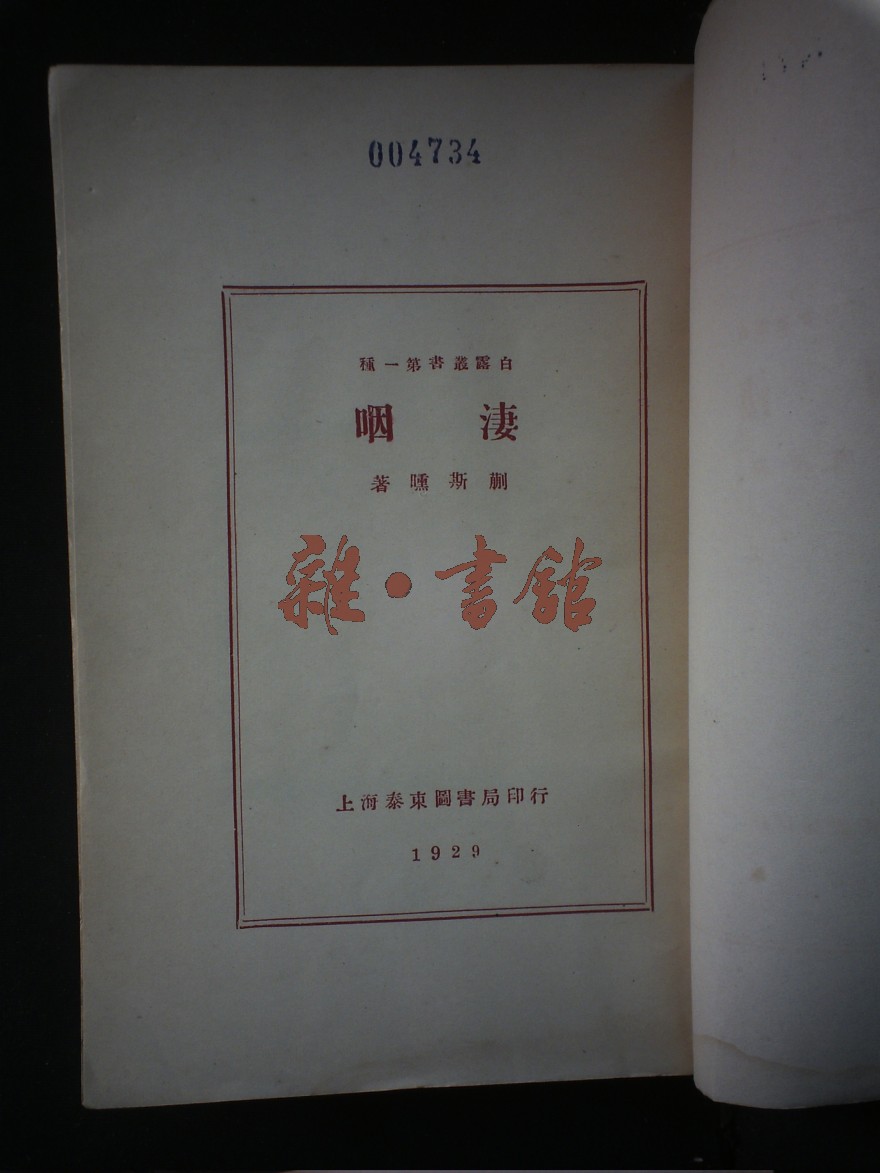 004734
白露叢書第一種
淒咽
蒯斯曛著
雜·書館
上海泰東圖書局印行
1929